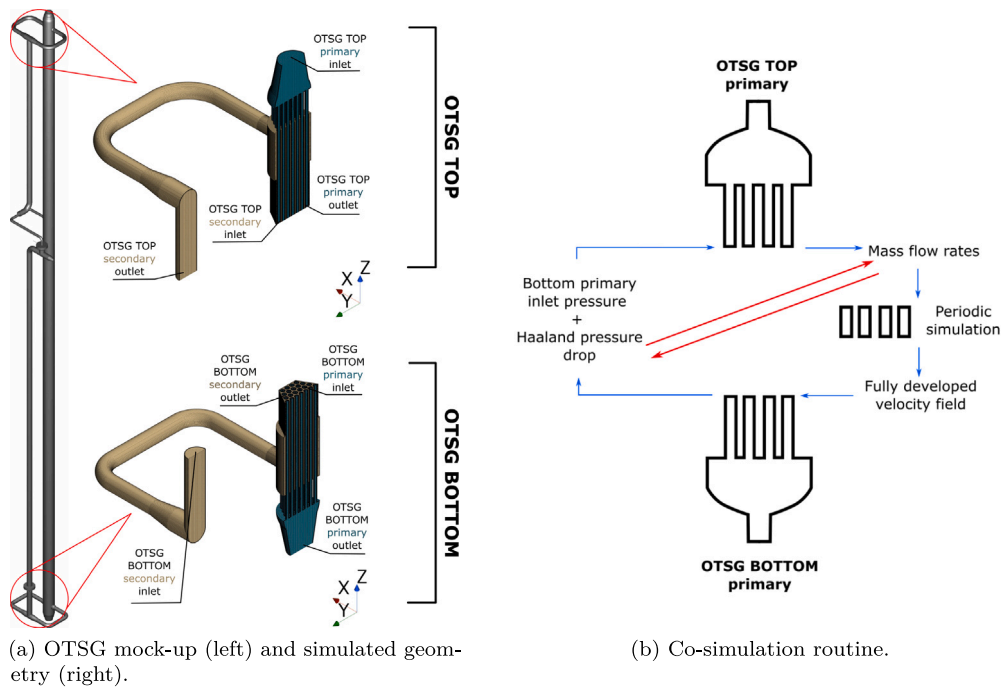 OTSG TOP
primary
inlet
OTSG TOP
primary
outlet
OTSG TOP
secondary
inlet
OTSG TOP
secondary
outlet
X
Y
Z
OTSG TOP
OTSG
BOTTOM
secondary
outlet
OTSG
BOTTOM
primary
inlet
OTSG
BOTTOM
primary
outlet
OTSG
BOTTOM
secondary
inlet
X
Y
Z
OTSG BOTTOM
(a) OTSG mock-up (left) and simulated geom-
etry (right).
OTSG TOP
primary
Mass flow rates
Periodic
simulation
Fully developed
velocity field
Bottom primary
inlet pressure
+
Haaland pressure
drop
OTSG BOTTOM
primary
(b) Co-simulation routine.